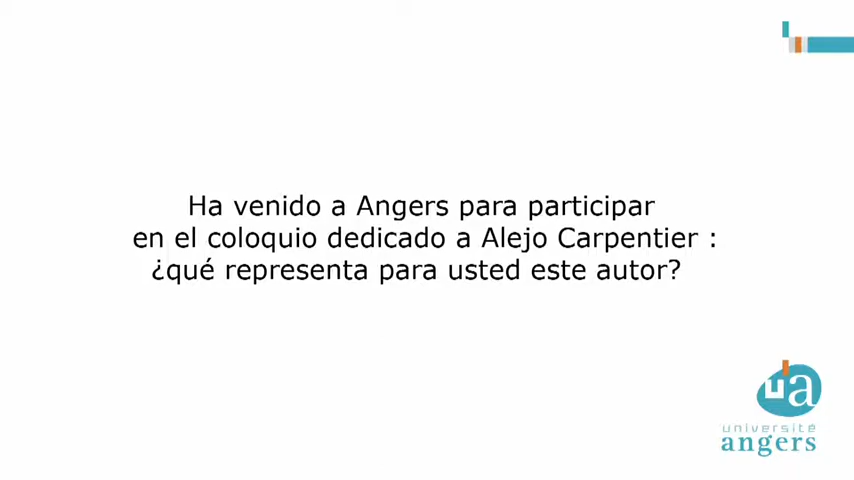 Ha venido a Angers para participar
en el coloquio dedicado a Alejo Carpentier :
¿qué representa para usted este autor?
ua
université
angers